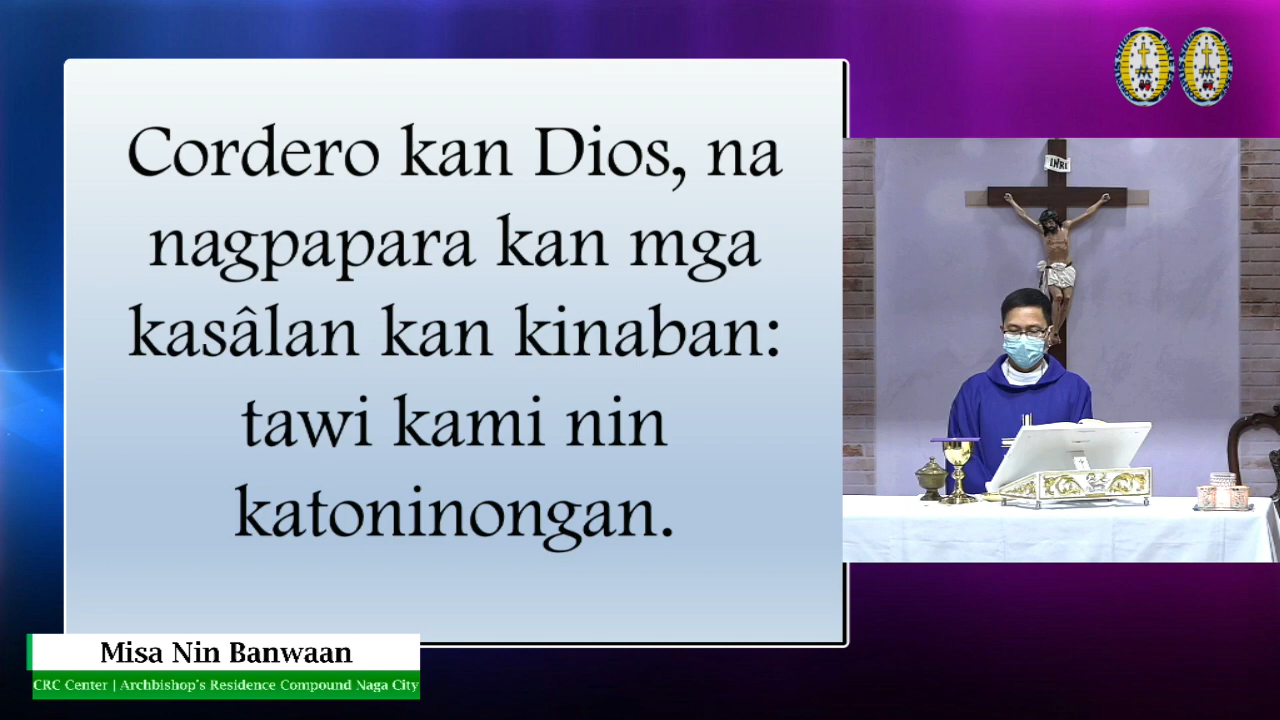 Cordero kan Dios, na
nagpapara kan mga
kasâlan kan kinaban:
tawi kami nin
katoninongan.
INRI
Misa Nin Banwaan
CRC Center | Archbishop's Residence Compound Naga City